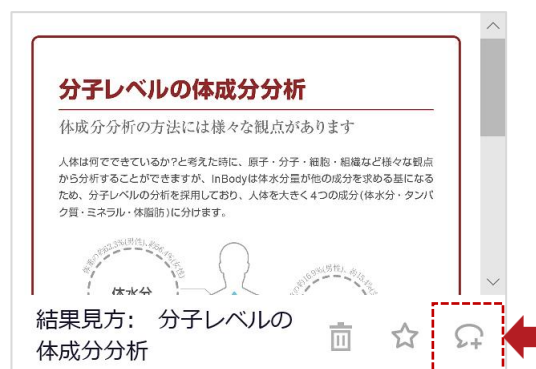 分子レベルの体成分分析
体成分分析の方法には様々な観点があります
人体は何でできているか?と考えた時に、原子・分子・細胞・組織など様々な観点
から分析することができますが、InBodyは体水分量が他の成分を求める基になる
ため、分子レベルの分析を採用しており、人体を大きく4つの成分(体水分・タンパ
ク質・ミネラル・体脂肪)に分けます。
体水分
結果見方: 分子レベルの
体成分分析